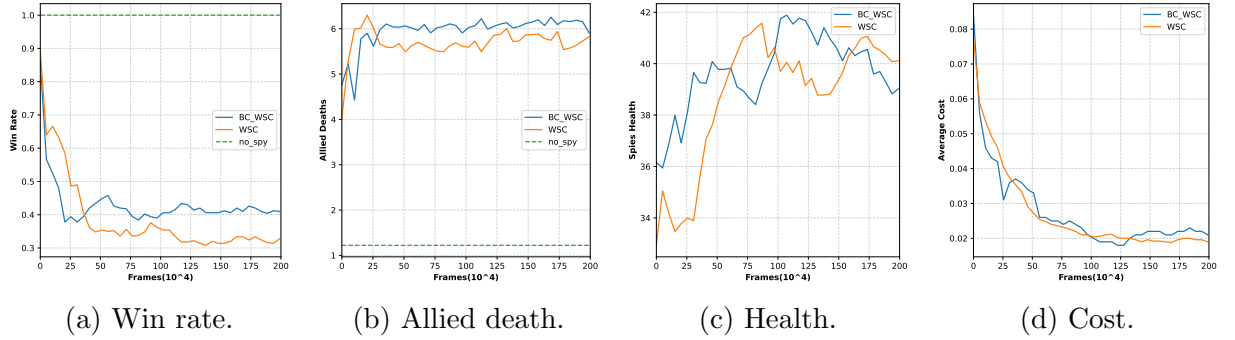 1.0
0.9
0.8
0.7
0.6
0.5
0.4
0.3
Win Rate
0 25 50 75 100 125 150 175 200
Frames(10^4)
BC_WSC
WSC
no_spy
(a) Win rate.
6
5
4
3
2
1
Allied Deaths
0 25 50 75 100 125 150 175 200
Frames(10^4)
BC_WSC
WSC
no_spy
(b) Allied death.
42
40
38
36
34
Spies Health
0 25 50 75 100 125 150 175 200
Frames(10^4)
BC_WSC
WSC
(c) Health.
0.08
0.07
0.06
0.05
0.04
0.03
0.02
Average Cost
0 25 50 75 100 125 150 175 200
Frames(10^4)
BC_WSC
WSC
(d) Cost.